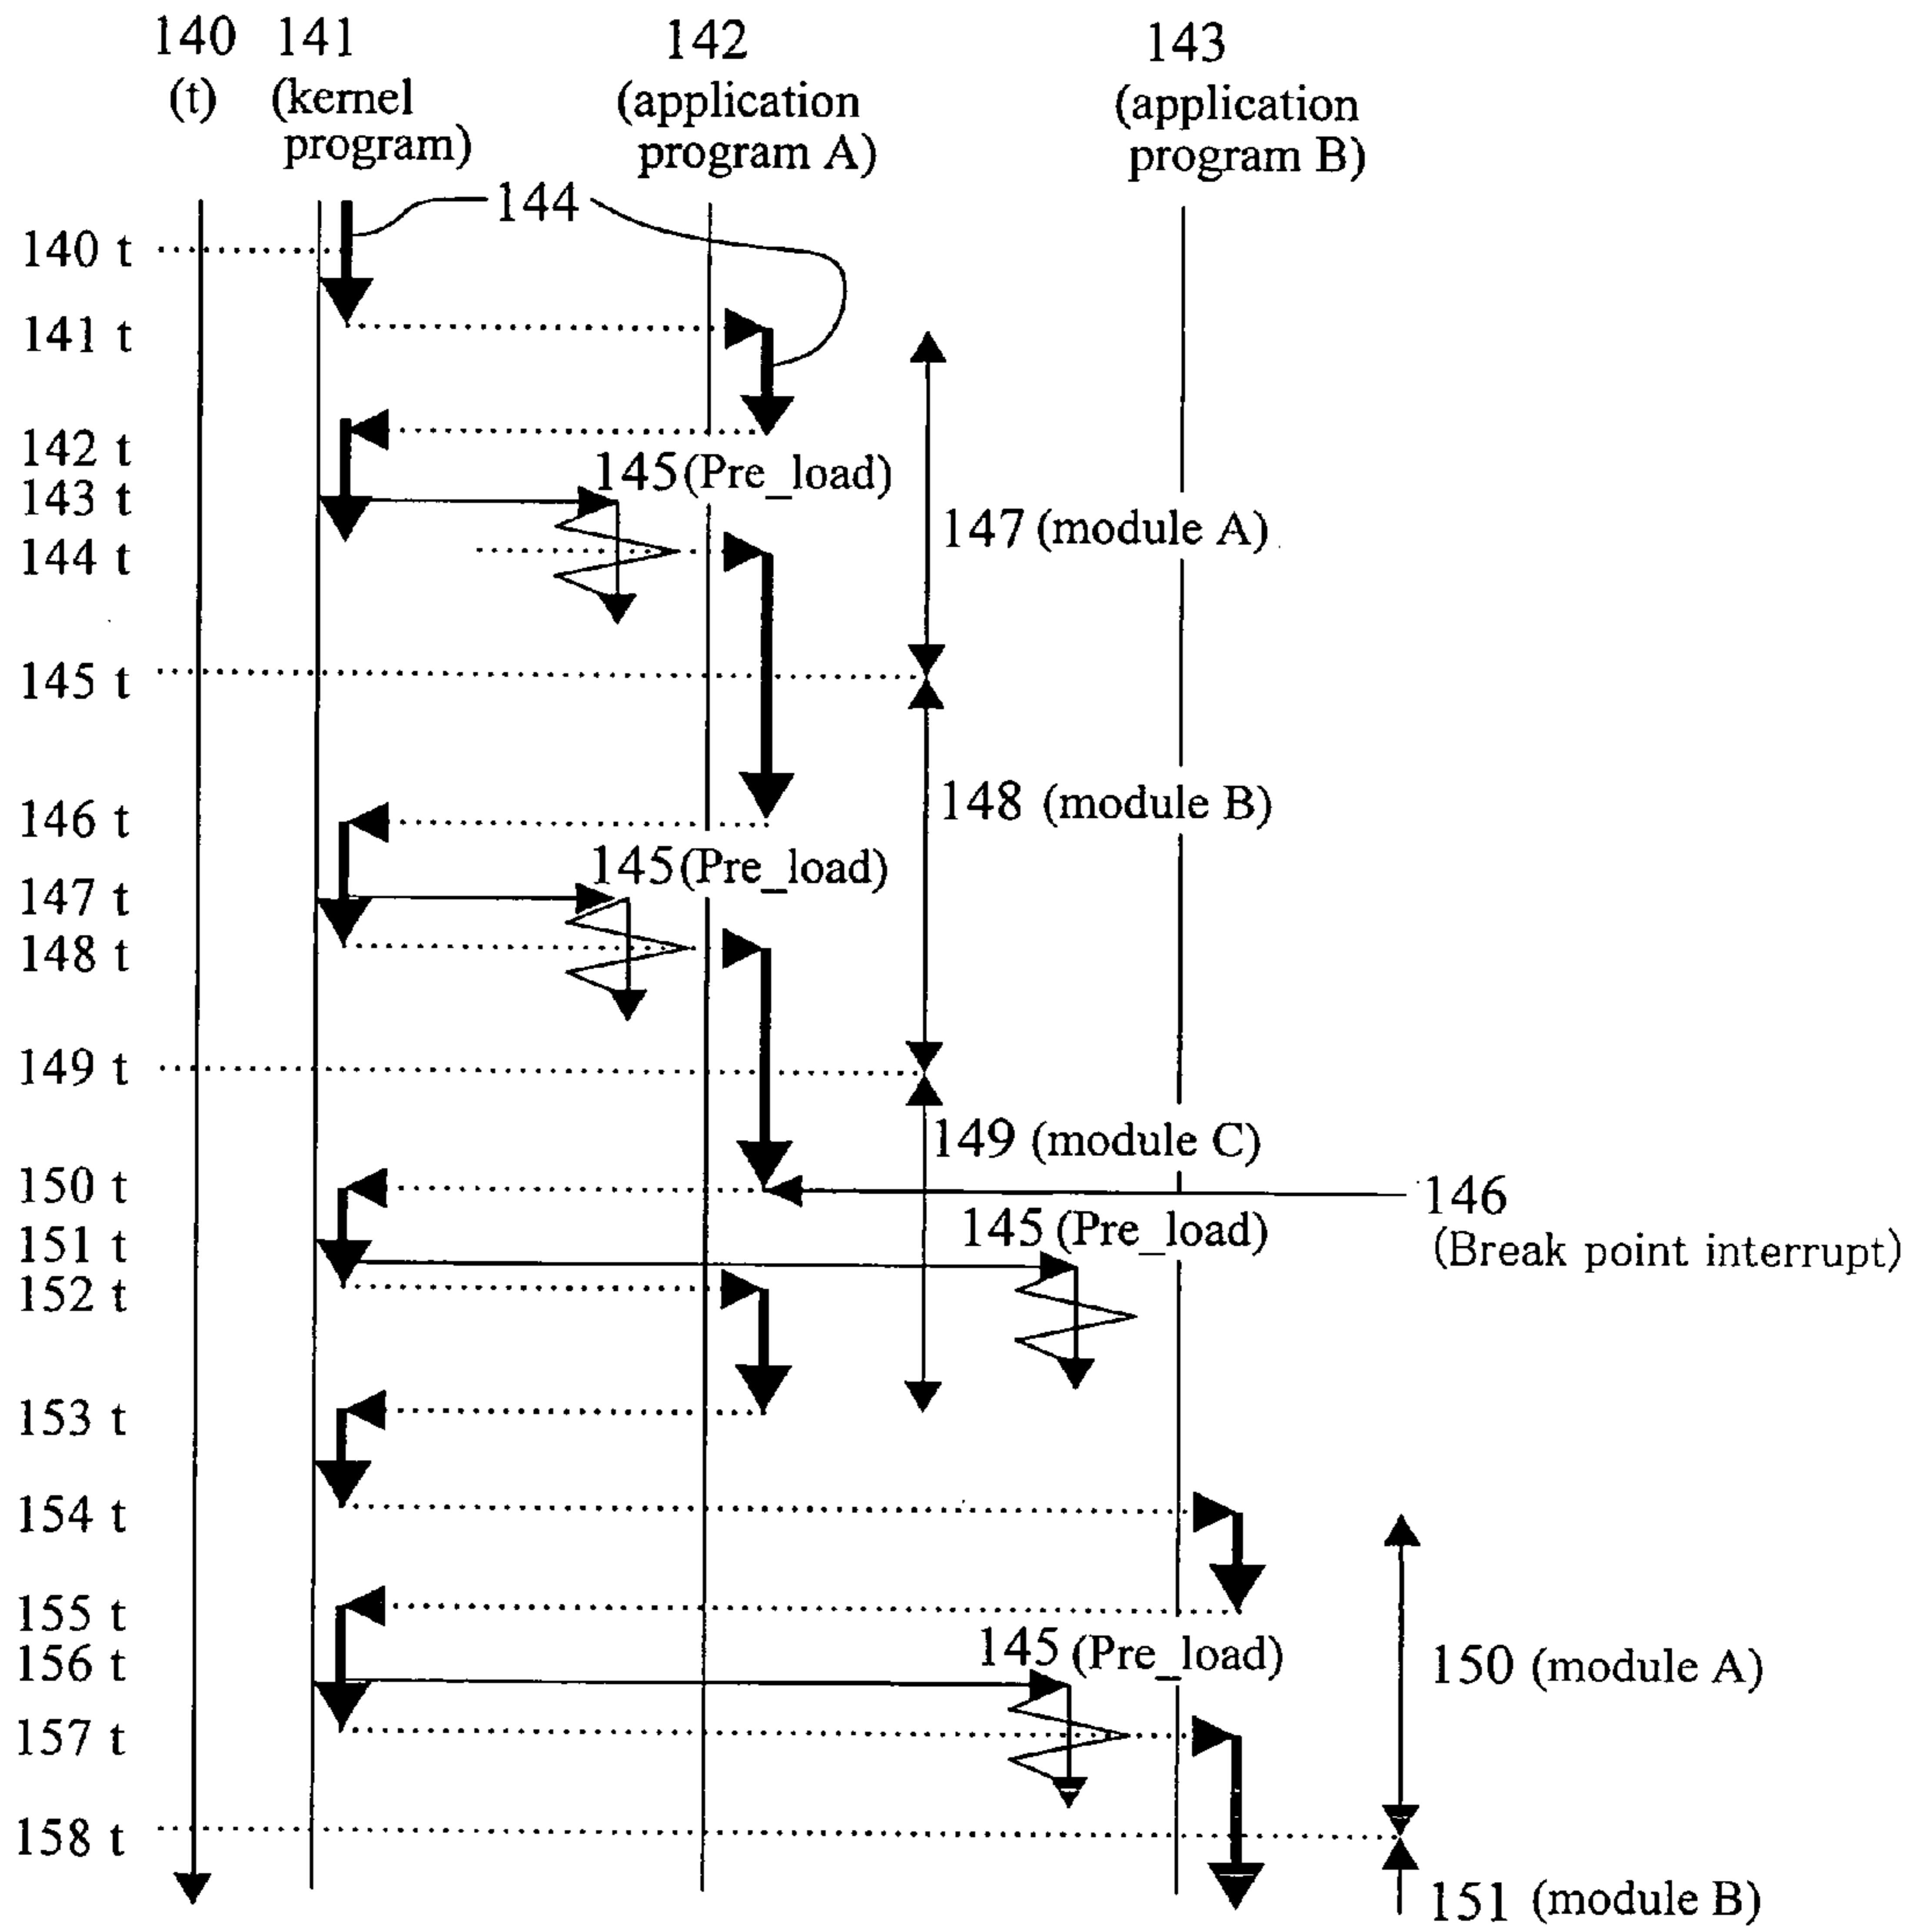 140
(t)
141
(kernel
program)
142
(application
program A)
143
(application
program B)
144
140 t
141 t
142 t
145 (Pre_load)
143 t
147 (module A)
144 t
145 t
148 (module B)
146 t
145 (Pre_load)
147 t
148 t
149 t
149 (module C)
150 t
146
(Break point interrupt)
151 t
145 (Pre_load)
152 t
153 t
154 t
155 t
156 t
145 (Pre_load)
150 (module A)
157 t
158 t
151 (module B)